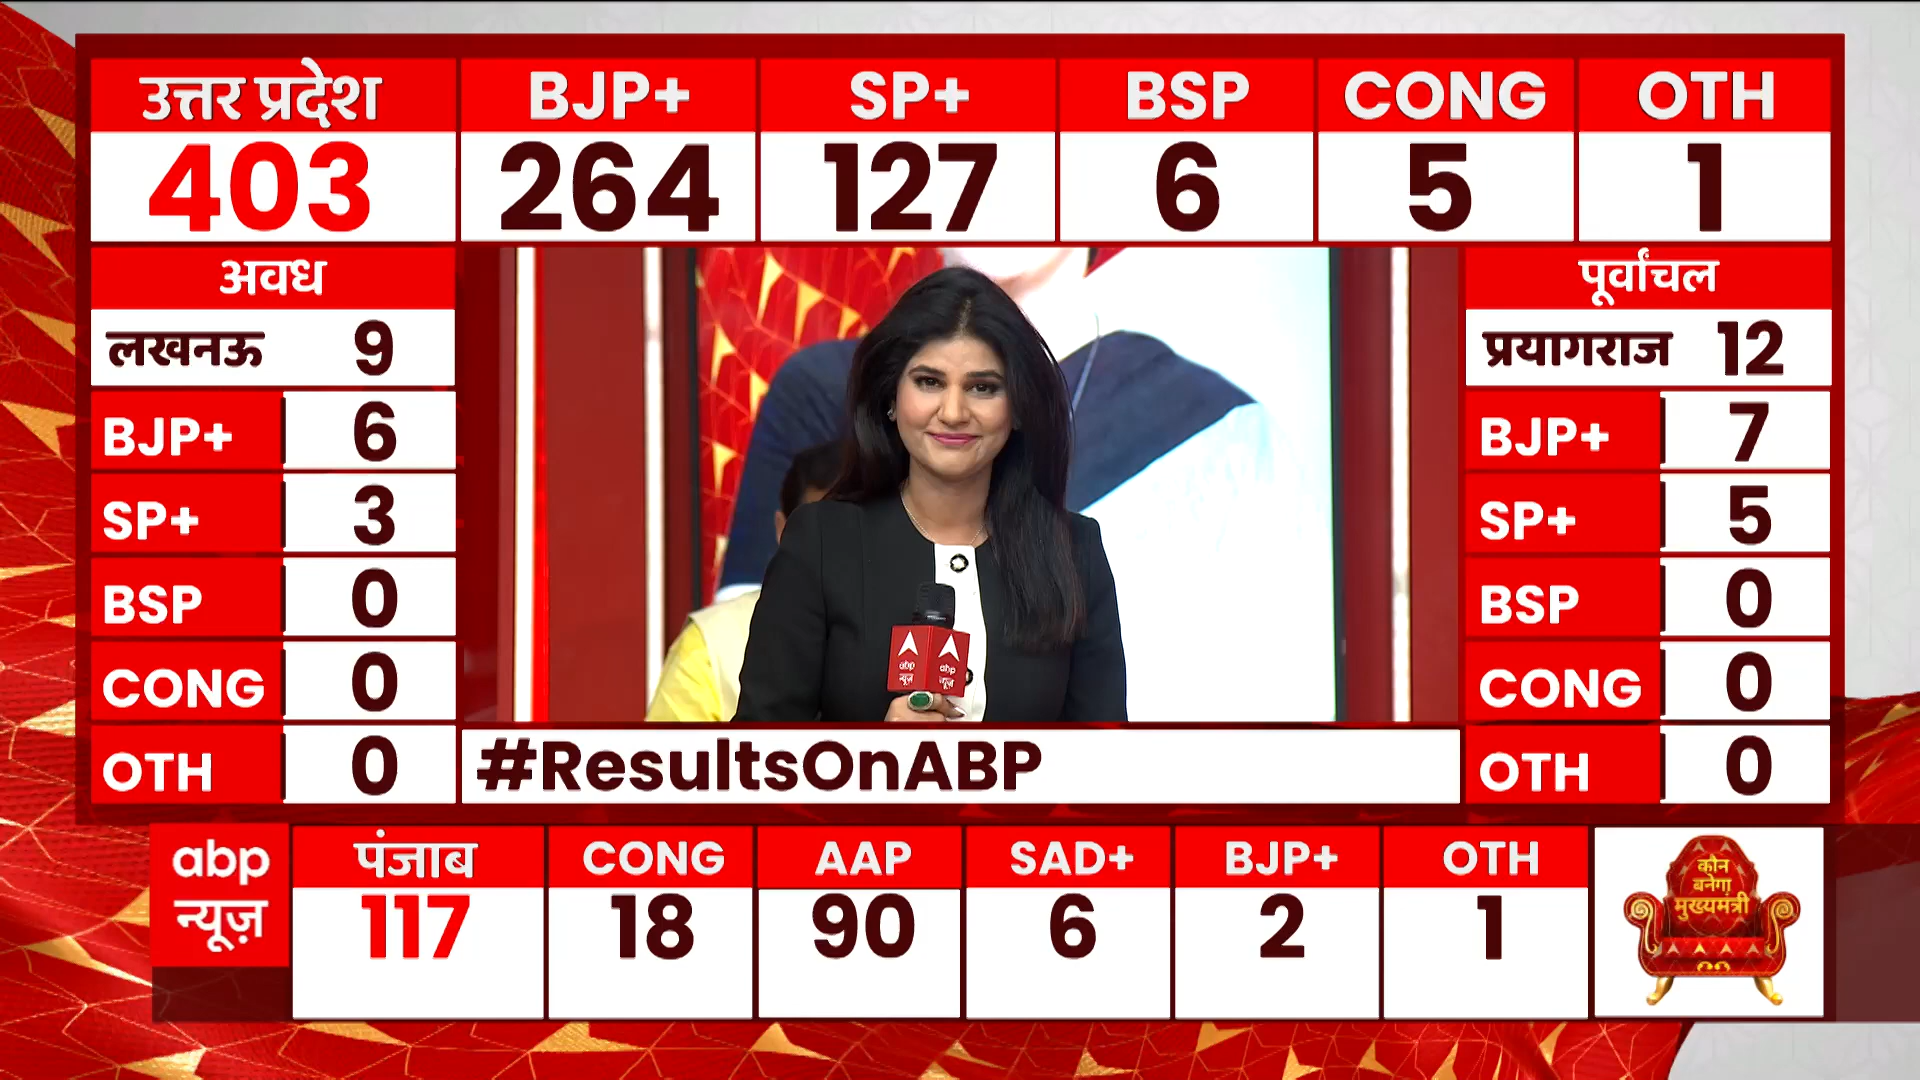 उत्तर प्रदेश BJP+ SP+ BSP CONG OTH
403 264 127 6 5 1
अवध
लखनऊ 9
BJP+ 6
SP+ 3
BSP 0
CONG 0
OTH 0
पूर्वांचल
प्रयागराज 12
BJP+ 7
SP+ 5
BSP 0
CONG 0
OTH 0
abp
न्यूज़
abp
न्यूज़
#ResultsOnABP
abp
न्यूज़
पंजाब CONG AAP SAD+ BJP+ OTH
117 18 90 6 2 1
कौन
बनेगा
मुख्यमंत्री